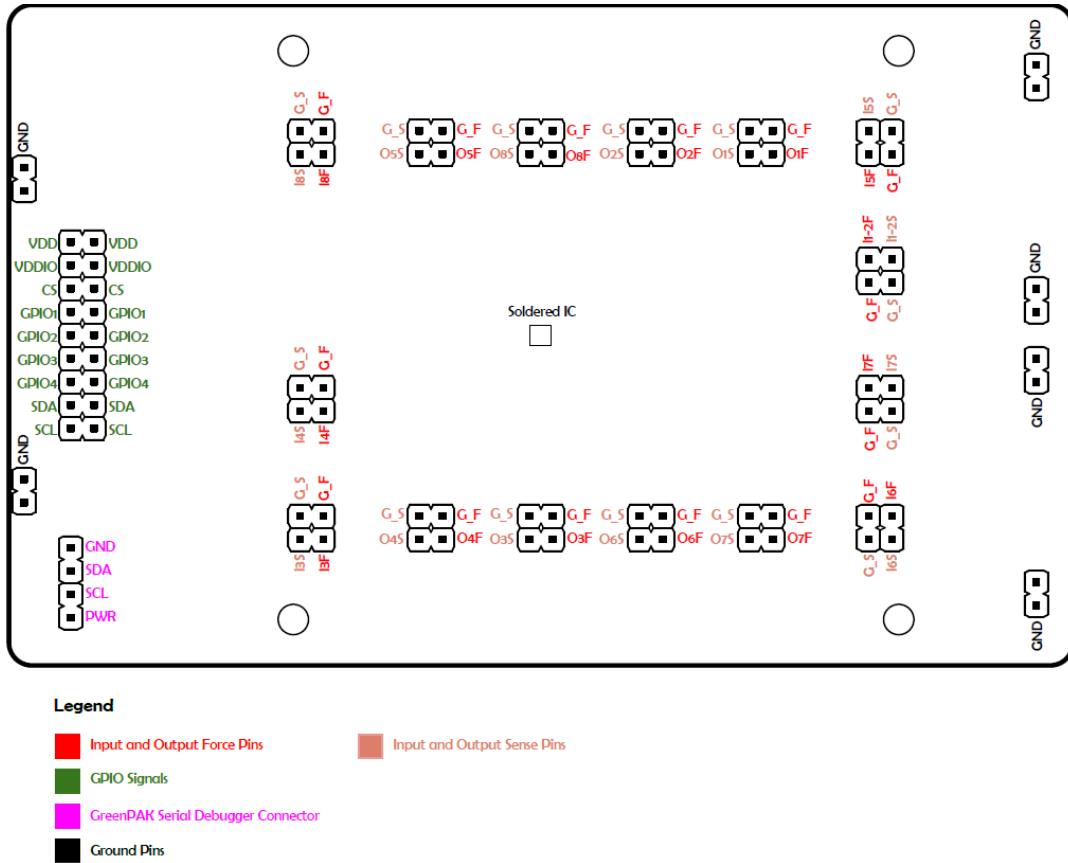 GND
G_S G_F
I5S G_S
GND
G_S G_F G_S G_F G_S G_F G_S G_F
O5S O5F O8S O8F O2S O2F O1S O1F
I8S I8F
I5F G_F
I1-2F I1-2S
VDD VDD
VDDIO VDDIO
CS CS
GPIO1 GPIO1
GPIO2 GPIO2
GPIO3 GPIO3
GPIO4 GPIO4
SDA SDA
SCL SCL
GND
G_F G_S
Soldered IC
G_S G_F
I7F I7S
GND
I4S I4F
G_F G_S
GND
G_S G_F
G_F I6F
G_S G_F G_S G_F G_S G_F G_S G_F
O4S O4F O3S O3F O6S O6F O7S O7F
I3S I3F
G_S I6S
GND
SDA
SCL
PWR
GND
Legend
Input and Output Force Pins Input and Output Sense Pins
GPIO Signals
GreenPAK Serial Debugger Connector
Ground Pins